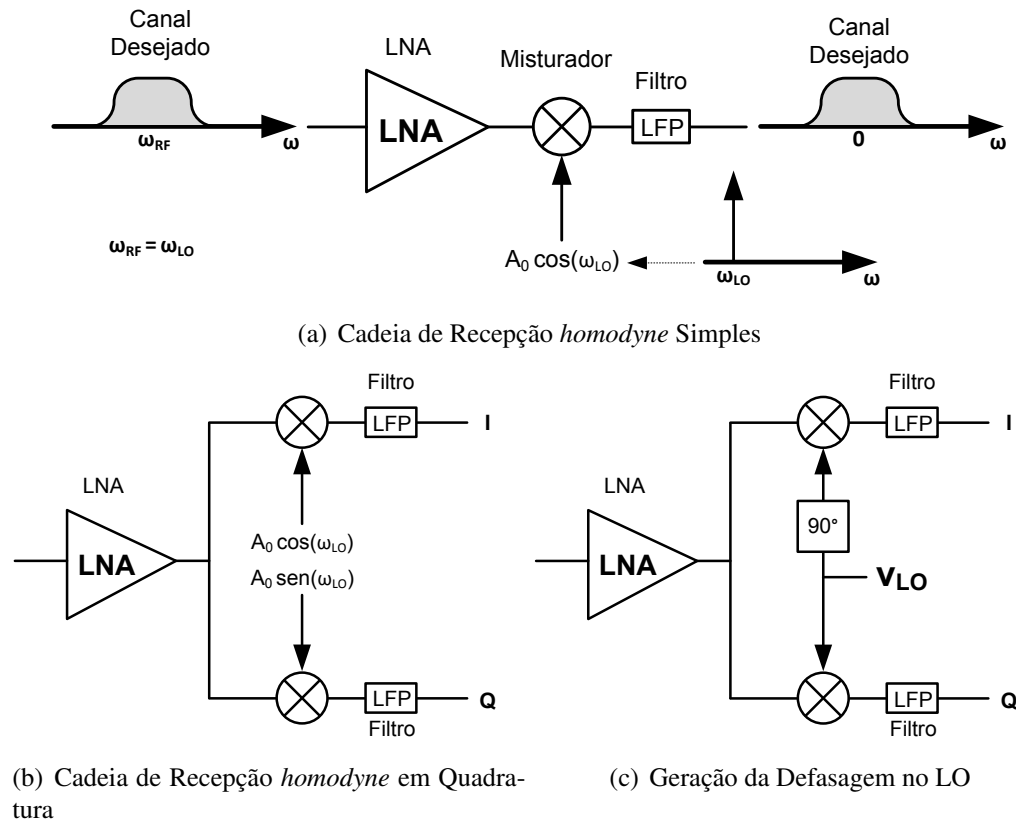 Canal
Desejado
LNA
Misturador
Filtro
Canal
Desejado
LNA
LFP
ω_RF
ω
0
ω
ω_RF = ω_LO
A₀ cos(ω_LO)
ω_LO
ω
(a) Cadeia de Recepção homodyne Simples
Filtro
LFP
I
LNA
LNA
A₀ cos(ω_LO)
A₀ sen(ω_LO)
LFP
Q
Filtro
Filtro
LFP
I
LNA
LNA
90°
V_LO
LFP
Q
Filtro
(b) Cadeia de Recepção homodyne em Quadra-
tura
(c) Geração da Defasagem no LO